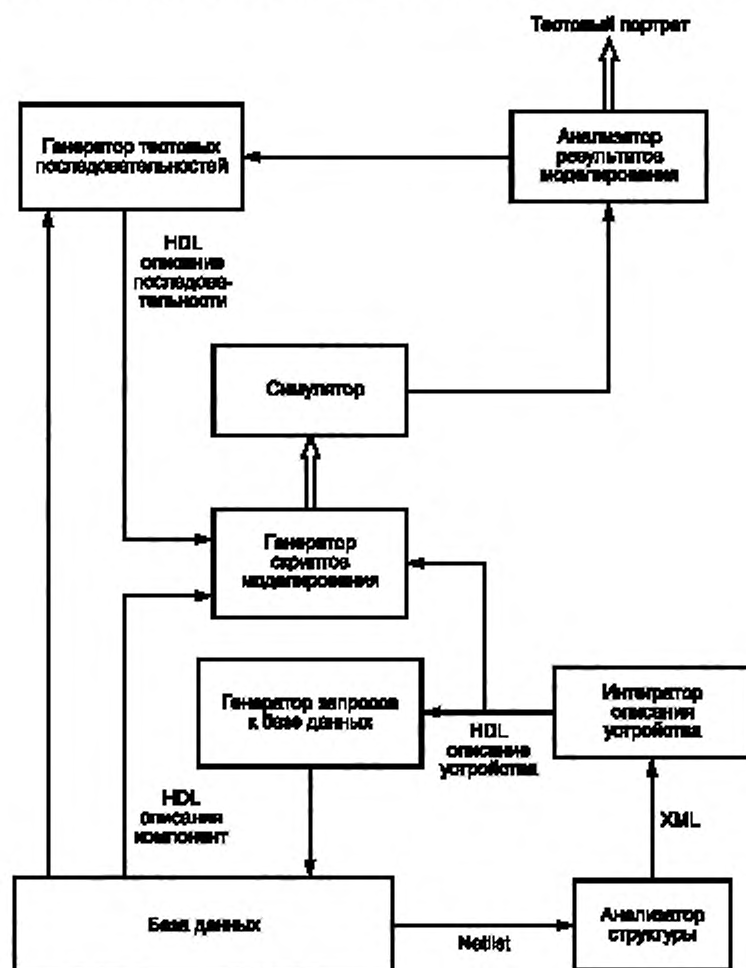 Тестовый портрет
Генератор тестовых
последовательностей
Анализатор
результатов
моделирования
HDL
описание
последова-
тельности
Симулятор
Генератор
скриптов
моделирования
Генератор запросов
к базе данных
Интегратор
описания
устройства
HDL
описание
устройства
HDL
описания
компонент
XML
База данных
Netlist
Анализатор
структуры